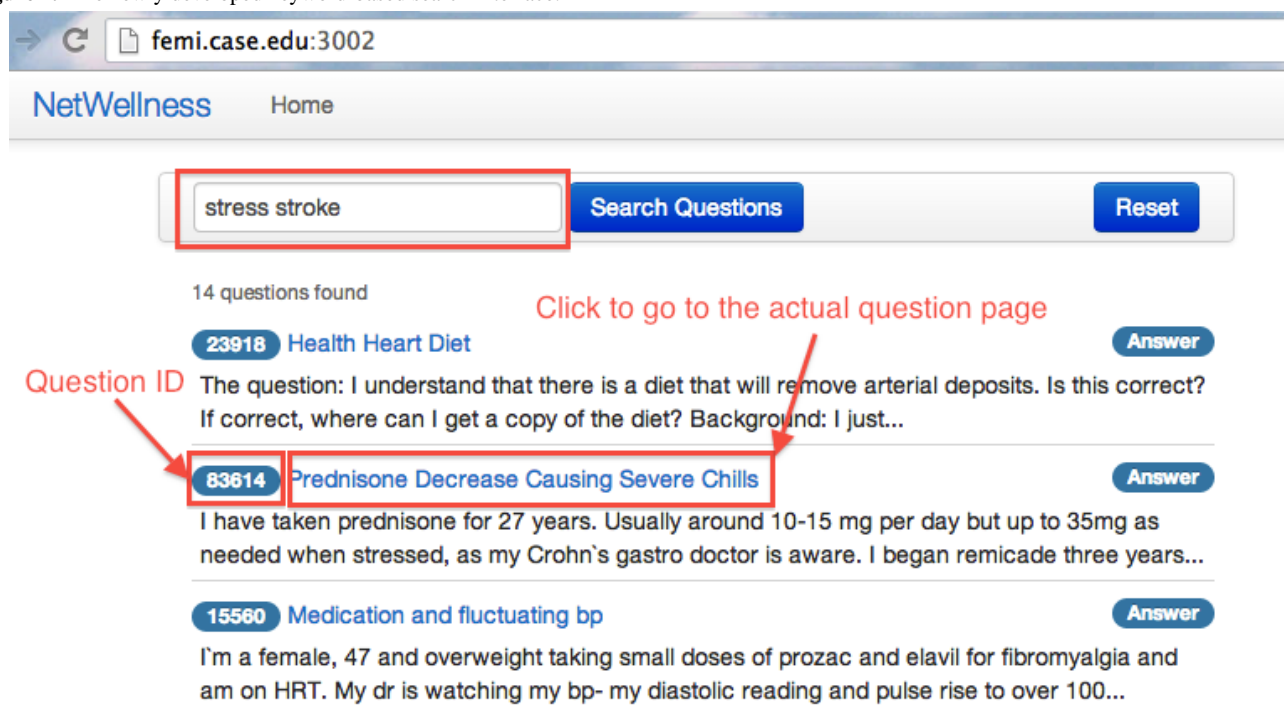 femi.case.edu:3002
NetWellness Home
stress stroke Search Questions Reset
14 questions found
Click to go to the actual question page
23918 Health Heart Diet Answer
Question ID
The question: I understand that there is a diet that will remove arterial deposits. Is this correct?
If correct, where can I get a copy of the diet? Background: I just...
83614 Prednisone Decrease Causing Severe Chills Answer
I have taken prednisone for 27 years. Usually around 10-15 mg per day but up to 35mg as
needed when stressed, as my Crohn`s gastro doctor is aware. I began remicade three years...
15560 Medication and fluctuating bp Answer
I`m a female, 47 and overweight taking small doses of prozac and elavil for fibromyalgia and
am on HRT. My dr is watching my bp- my diastolic reading and pulse rise to over 100...